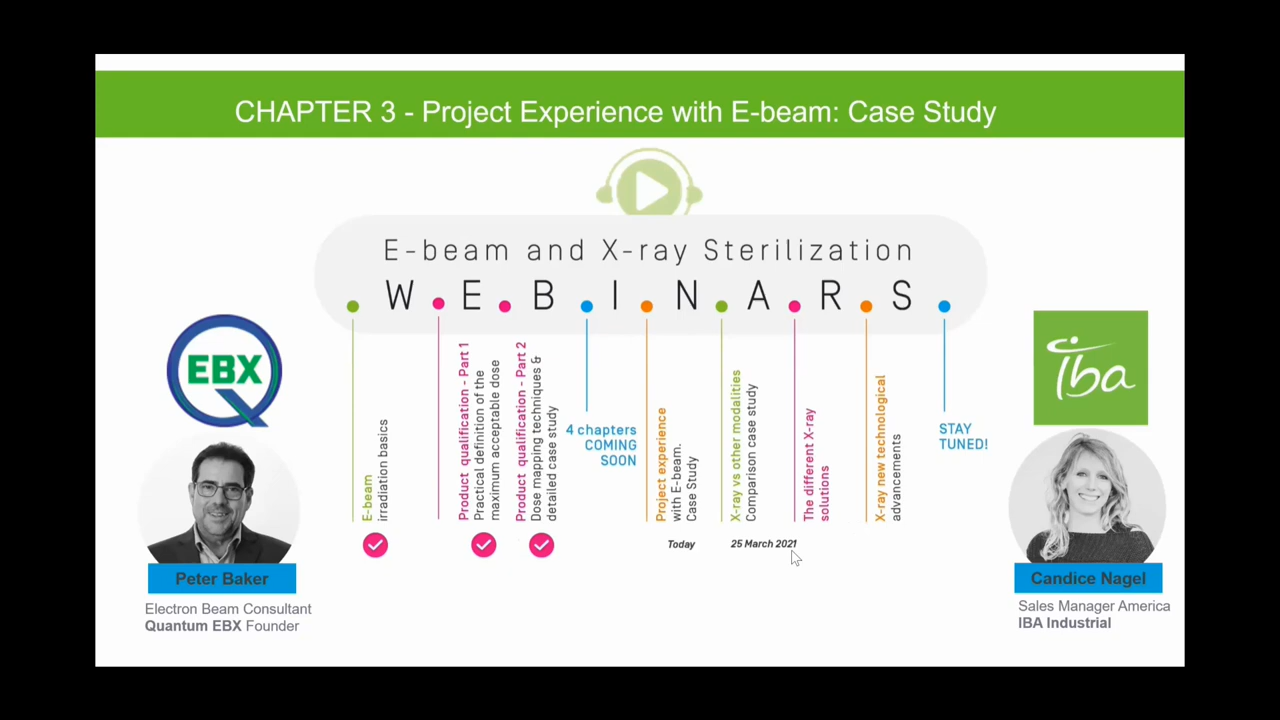 CHAPTER 3 - Project Experience with E-beam: Case Study
E-beam and X-ray Sterilization
WEBINARS
EBX
E-beam
irradiation basics
Product qualification - Part 1
Practical definition of the
maximum acceptable dose
Product qualification - Part 2
Dose mapping techniques &
detailed case study
4 chapters
COMING
SOON
Project experience
with E-beam.
Case Study
X-ray vs other modalities
Comparison case study
The different X-ray
solutions
X-ray new technological
advancements
STAY
TUNED!
iba
Today
25 March 2021
Peter Baker
Electron Beam Consultant
Quantum EBX Founder
Candice Nagel
Sales Manager America
IBA Industrial